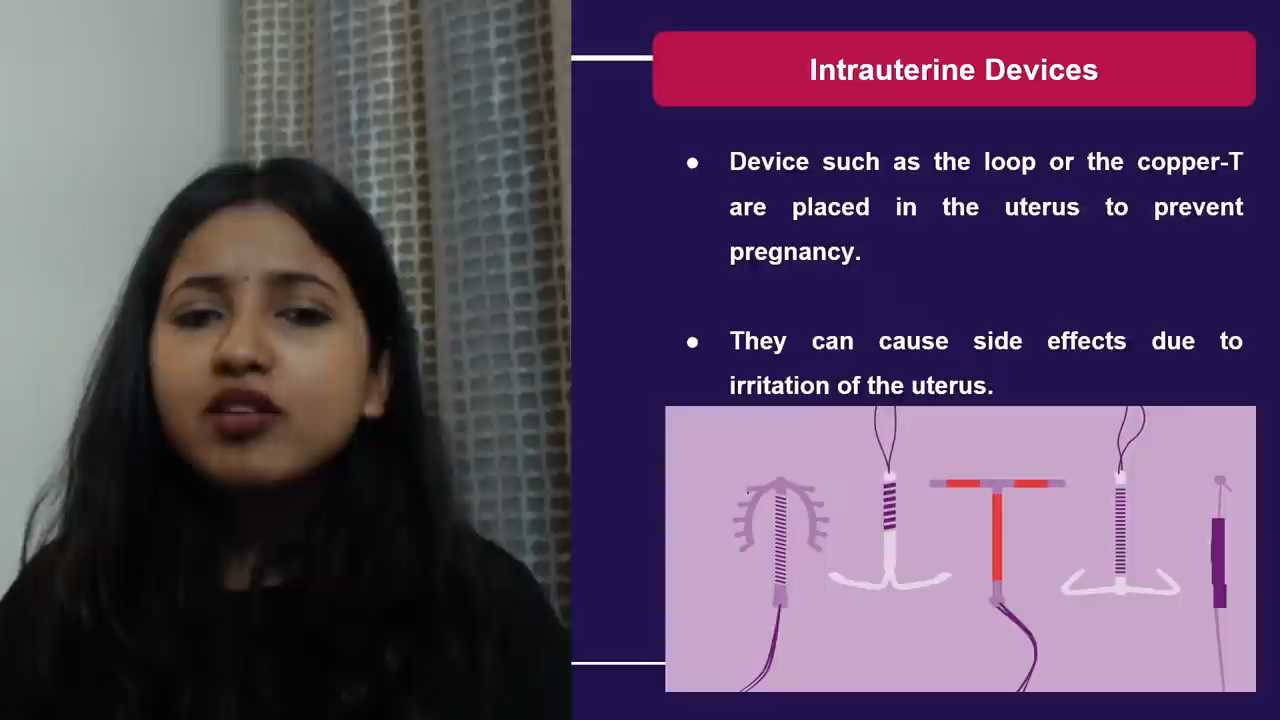 Intrauterine Devices
● Device such as the loop or the copper-T
are placed in the uterus to prevent
pregnancy.
● They can cause side effects due to
irritation of the uterus.